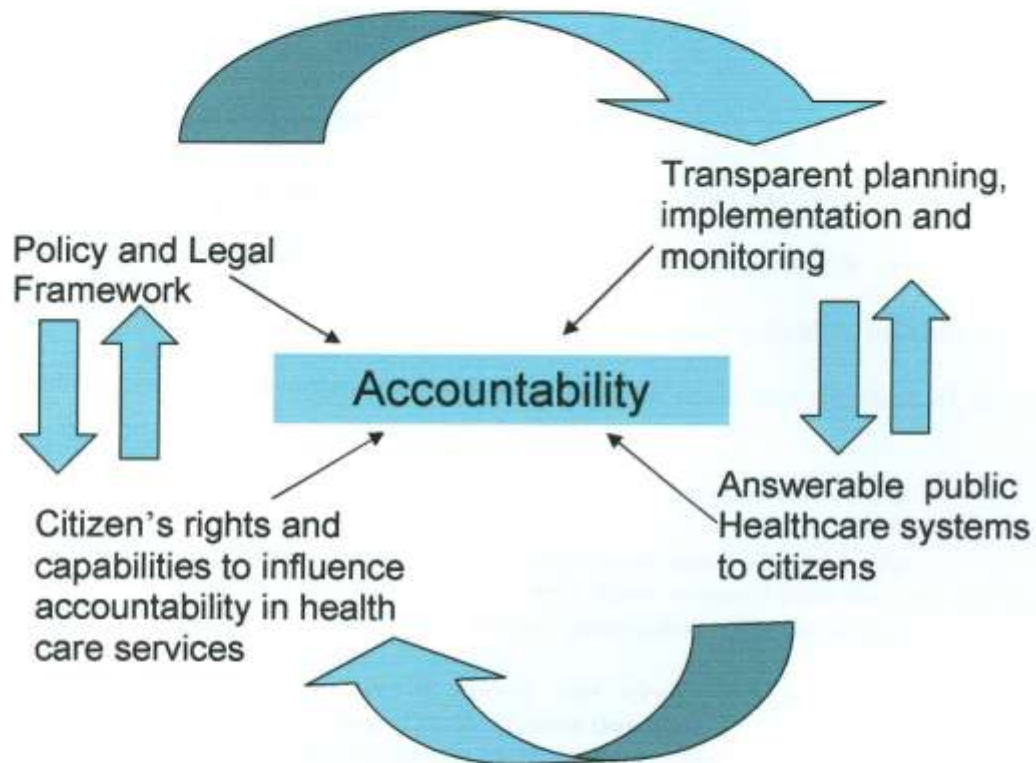 Transparent planning,
implementation and
monitoring
Policy and Legal
Framework
Accountability
Citizen's rights and
capabilities to influence
accountability in health
care services
Answerable public
Healthcare systems
to citizens